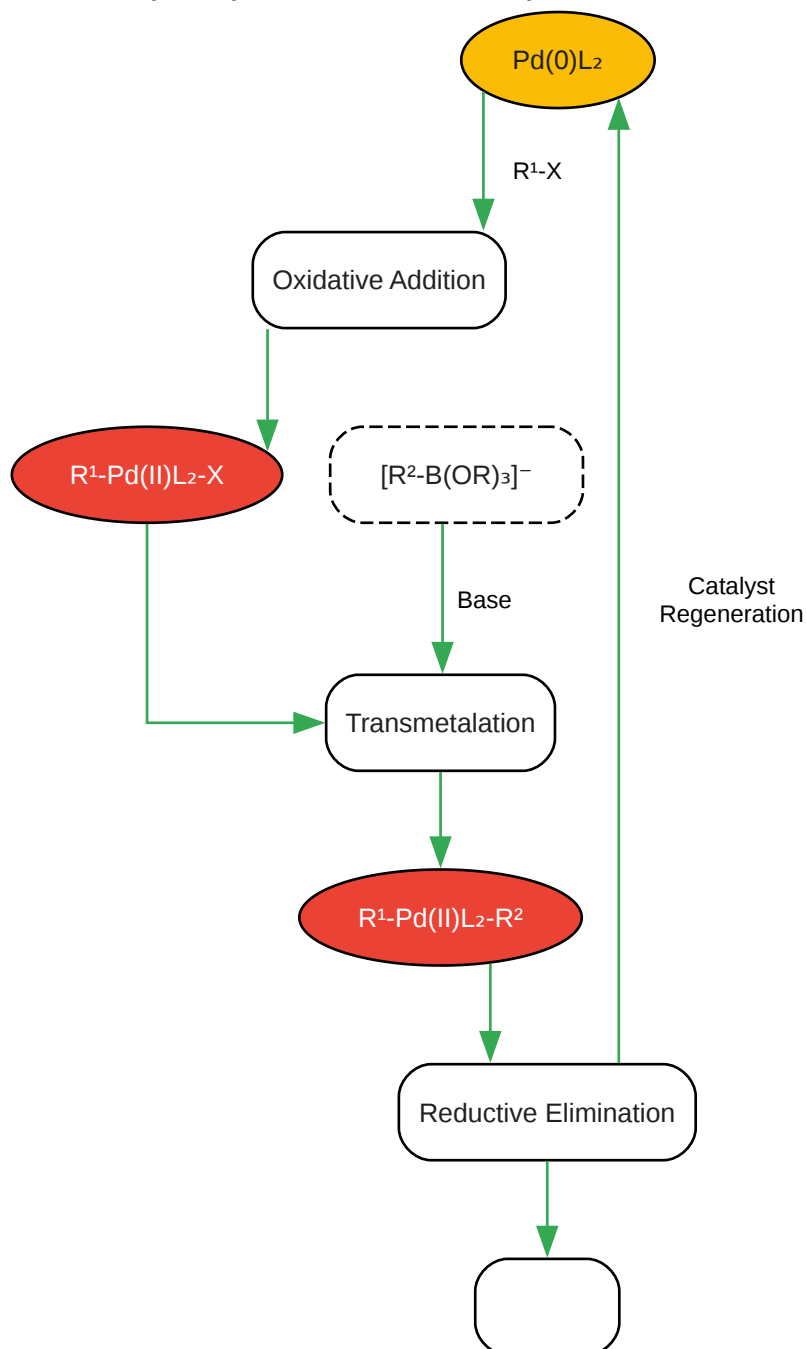 Pd(0)L₂
R¹-X
Oxidative Addition
R¹-Pd(II)L₂-X
[R²-B(OR)₃]⁻
Base
Catalyst
Regeneration
Transmetalation
R¹-Pd(II)L₂-R²
Reductive Elimination